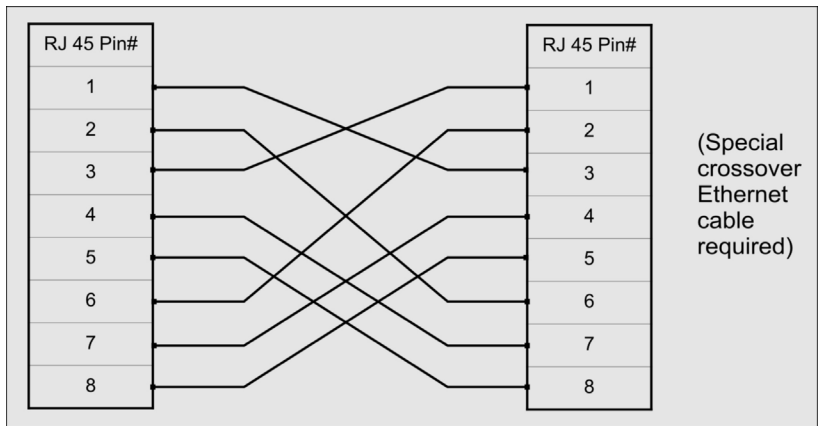 RJ 45 Pin#
1
2
3
4
5
6
7
8
RJ 45 Pin#
1
2
3
4
5
6
7
8
(Special
crossover
Ethernet
cable
required)